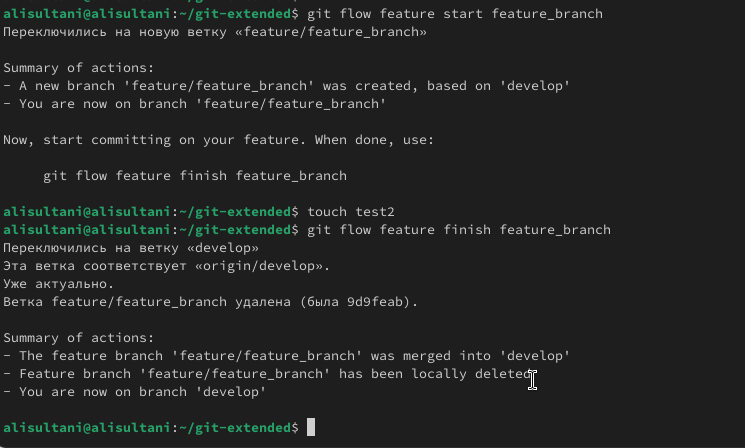 alisultani@alisultani:~/git-extended$ git flow feature start feature_branch
Переключились на новую ветку «feature/feature_branch»
Summary of actions:
- A new branch 'feature/feature_branch' was created, based on 'develop'
- You are now on branch 'feature/feature_branch'
Now, start committing on your feature. When done, use:
git flow feature finish feature_branch
alisultani@alisultani:~/git-extended$ touch test2
alisultani@alisultani:~/git-extended$ git flow feature finish feature_branch
Переключились на ветку «develop»
Эта ветка соответствует «origin/develop».
Уже актуально.
Ветка feature/feature_branch удалена (была 9d9feab).
Summary of actions:
- The feature branch 'feature/feature_branch' was merged into 'develop'
- Feature branch 'feature/feature_branch' has been locally deleted
- You are now on branch 'develop'
alisultani@alisultani:~/git-extended$